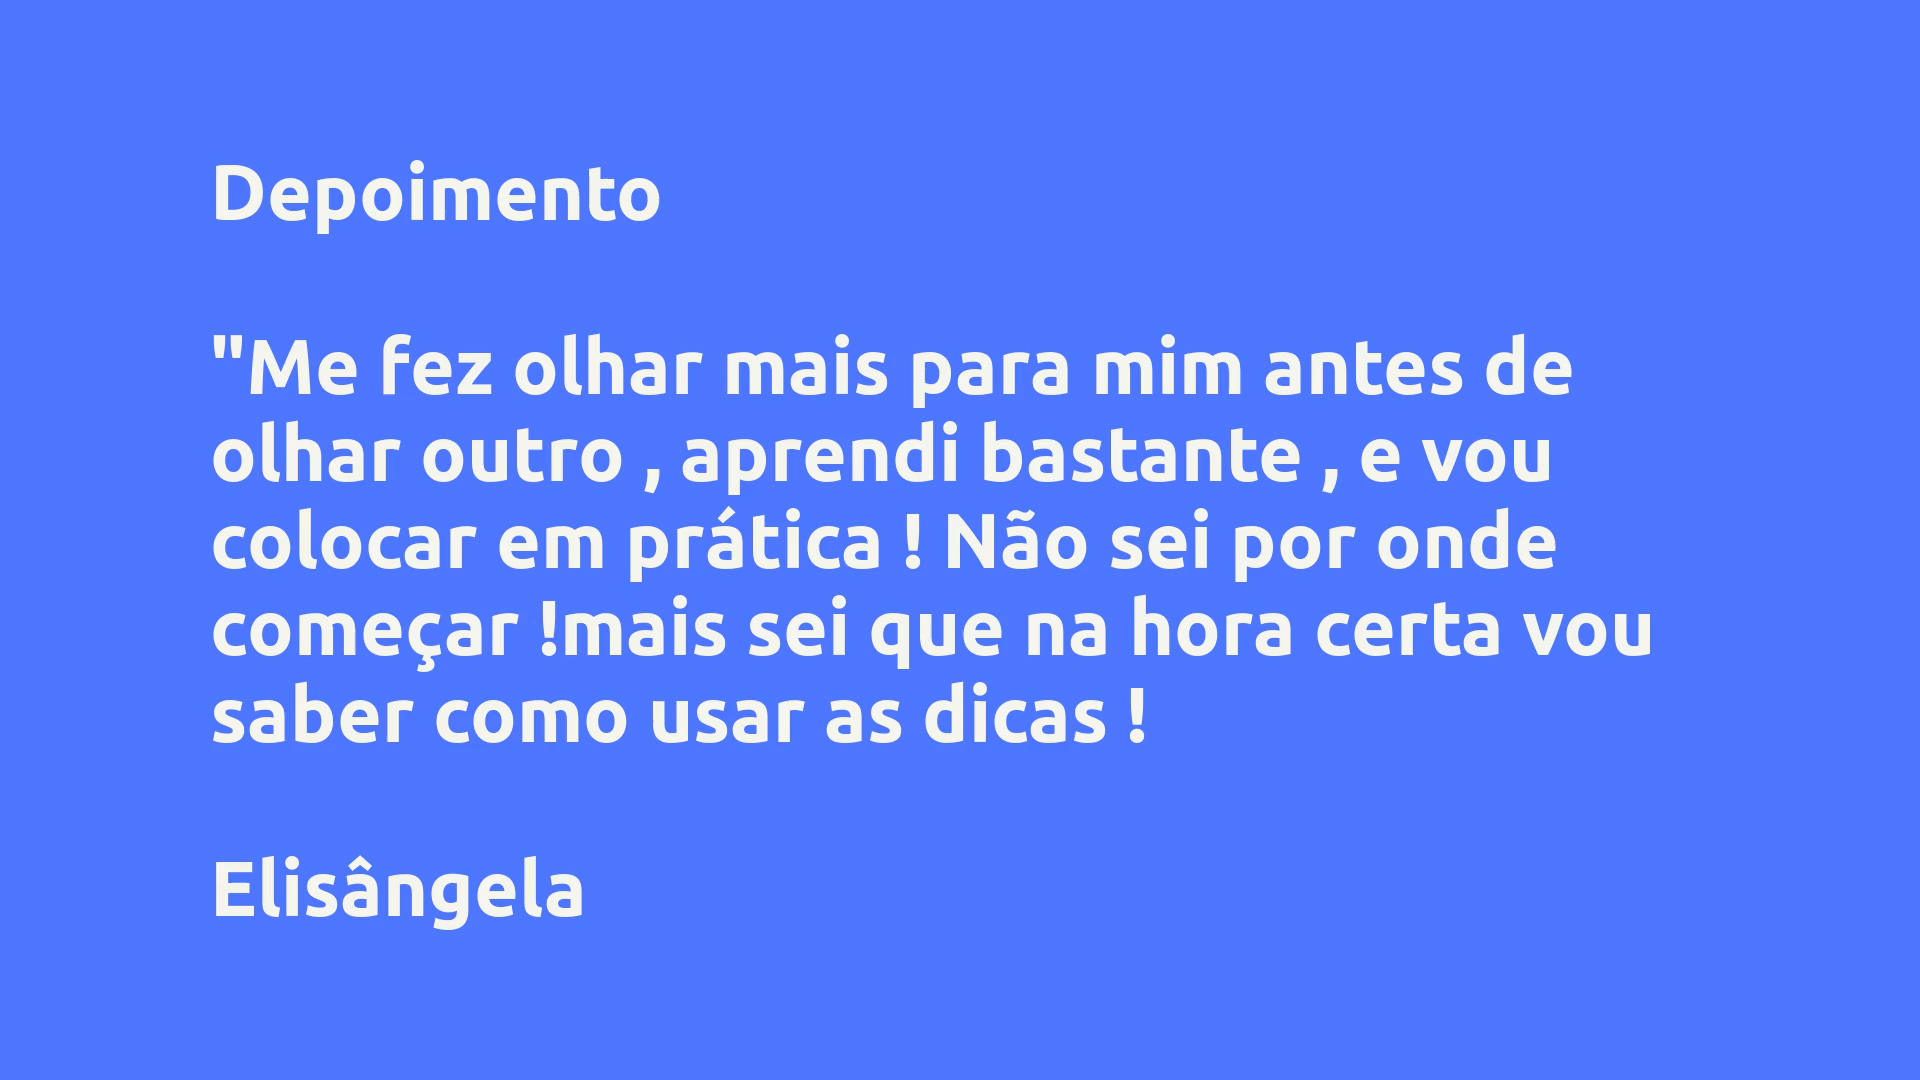 Depoimento
"Me fez olhar mais para mim antes de
olhar outro , aprendi bastante , e vou
colocar em prática ! Não sei por onde
começar !mais sei que na hora certa vou
saber como usar as dicas !
Elisângela